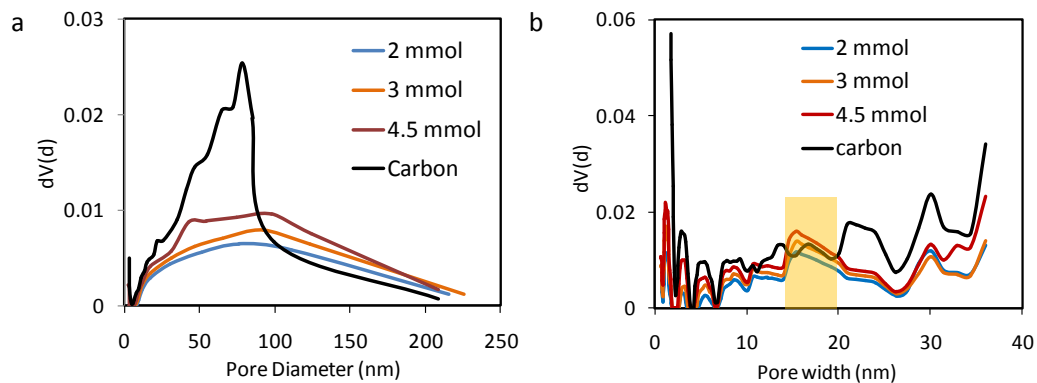 a
dV(d)
0.03
0.02
0.01
0
0
50
100
150
200
250
Pore Diameter (nm)
2 mmol
3 mmol
4.5 mmol
Carbon
b
dV(d)
0.06
0.04
0.02
0
0
10
20
30
40
Pore width (nm)
2 mmol
3 mmol
4.5 mmol
carbon